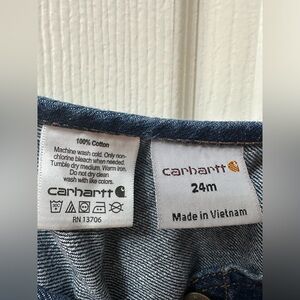 100% Cotton
Machine wash cold. Only non-
chlorine bleach when needed.
Tumble dry medium. Warm
iron. Do not dry clean.
wash with like colors.
carhartt
RN 13706
carhartt
24m
Made in Vietnam